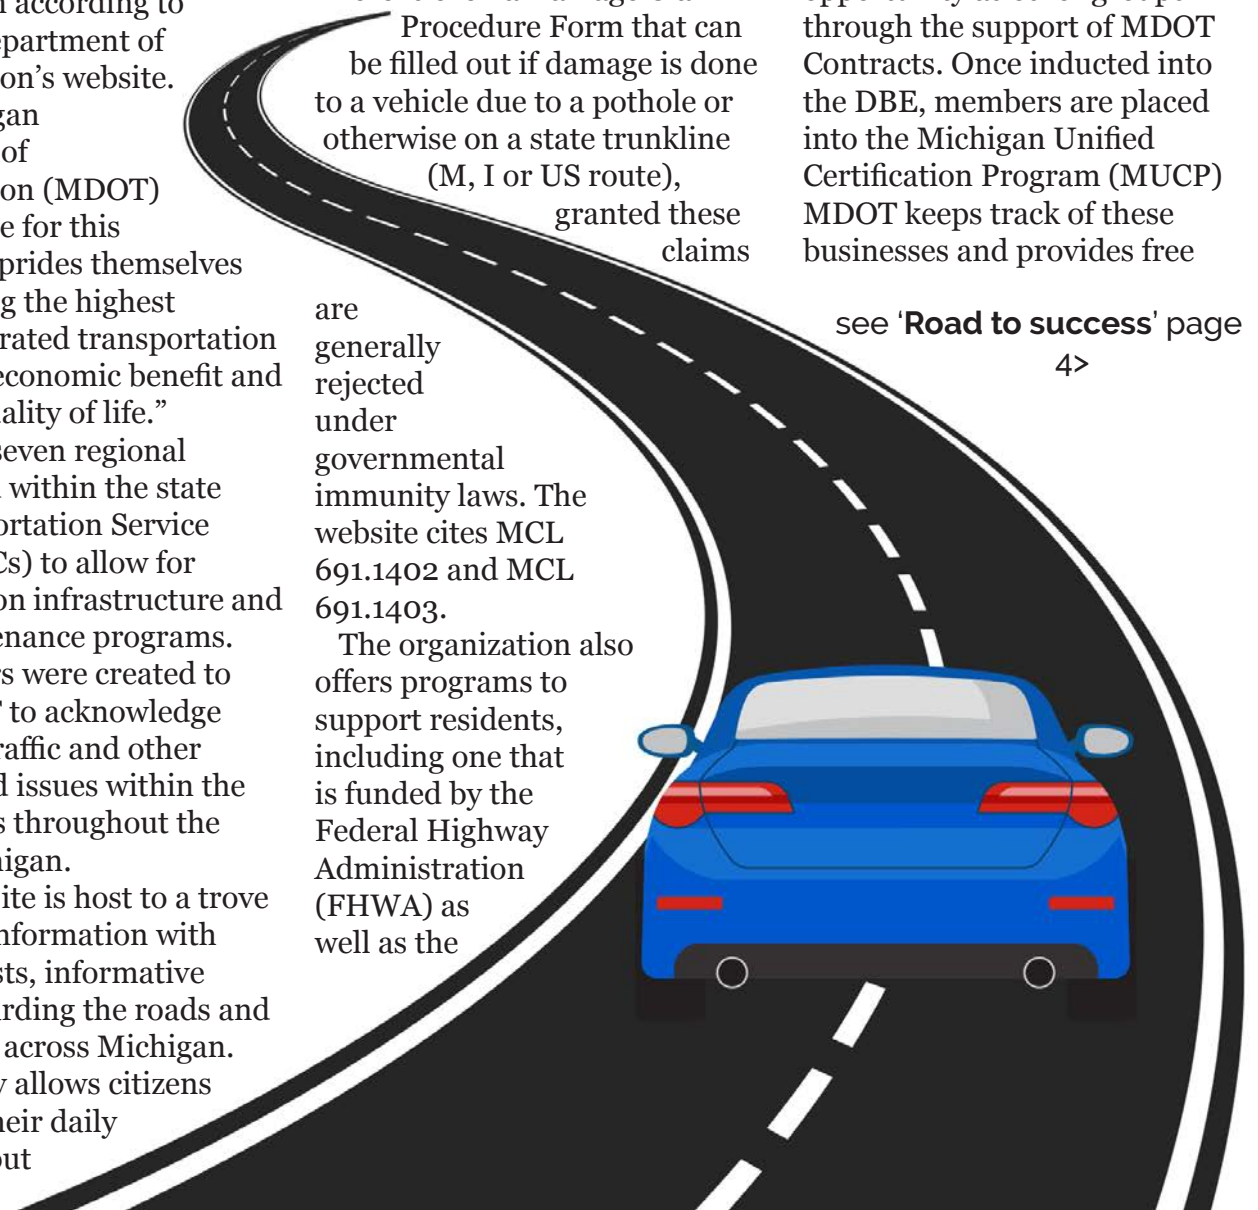 according to
epartment of
on's website.
gan
of
on (MDOT)
e for this
prides themselves
g the highest
rated transportation
economic benefit and
ality of life.”
seven regional
within the state
ortation Service
Cs) to allow for
on infrastructure and
enance programs.
rs were created to
to acknowledge
raffic and other
d issues within the
s throughout the
higan.
ite is host to a trove
nformation with
sts, informative
arding the roads and
across Michigan.
y allows citizens
heir daily
out
Procedure Form that can
be filled out if damage is done
to a vehicle due to a pothole or
otherwise on a state trunkline
(M, I or US route),
granted these
claims
are
generally
rejected
under
governmental
immunity laws. The
website cites MCL
691.1402 and MCL
691.1403.
The organization also
offers programs to
support residents,
including one that
is funded by the
Federal Highway
Administration
(FHWA) as
well as the
through the support of MDOT
Contracts. Once inducted into
the DBE, members are placed
into the Michigan Unified
Certification Program (MUCP)
MDOT keeps track of these
businesses and provides free
see ‘Road to success’ page
4>